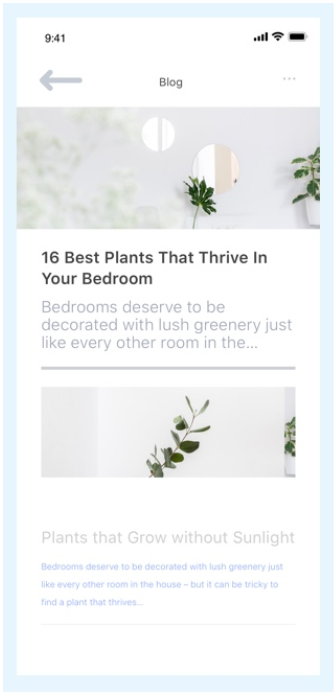 9:41
Blog
...
16 Best Plants That Thrive In
Your Bedroom
Bedrooms deserve to be
decorated with lush greenery just
like every other room in the...
Plants that Grow without Sunlight
Bedrooms deserve to be decorated with lush greenery just
like every other room in the house – but it can be tricky to
find a plant that thrives...